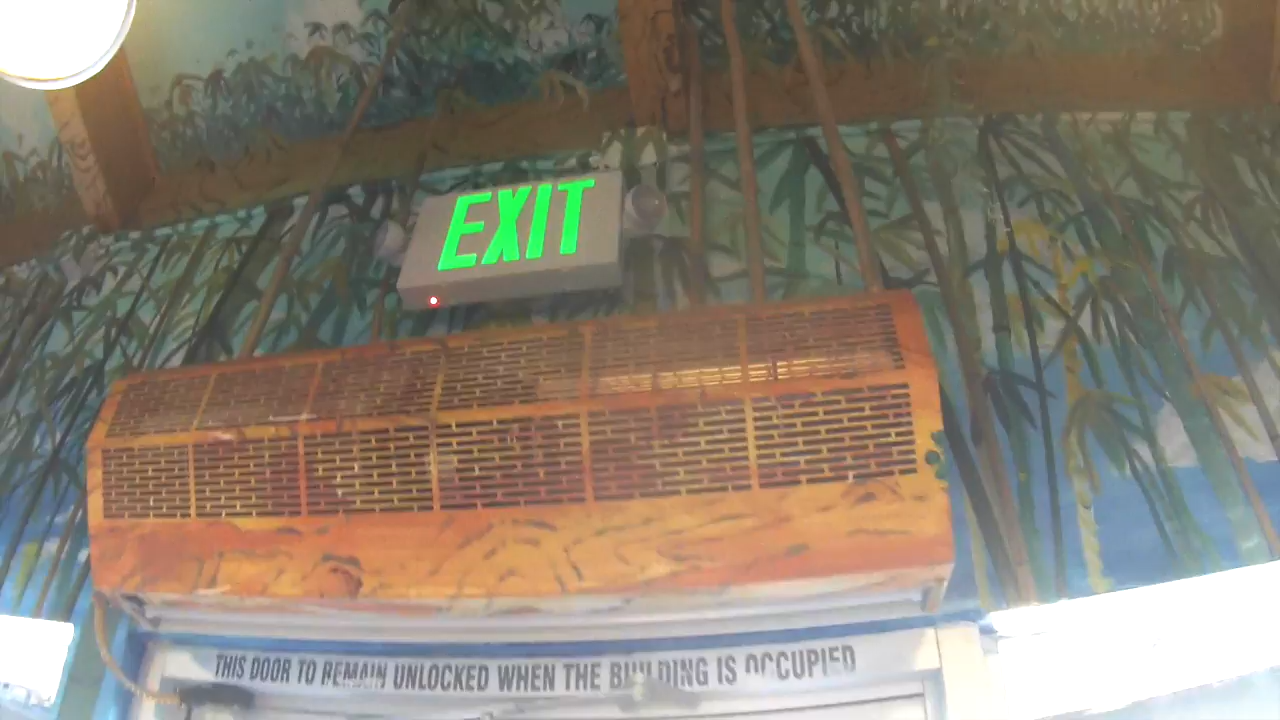 EXIT
THIS DOOR TO REMAIN UNLOCKED WHEN THE BUILDING IS OCCUPIED